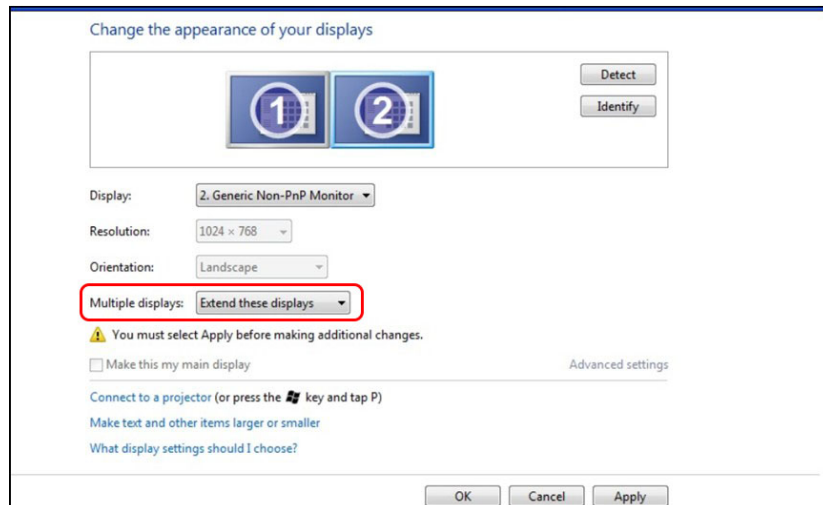 Change the appearance of your displays
1 2
Detect
Identify
Display: 2. Generic Non-PnP Monitor
Resolution: 1024 × 768
Orientation: Landscape
Multiple displays: Extend these displays
You must select Apply before making additional changes.
Make this my main display Advanced settings
Connect to a projector (or press the key and tap P)
Make text and other items larger or smaller
What display settings should I choose?
OK Cancel Apply